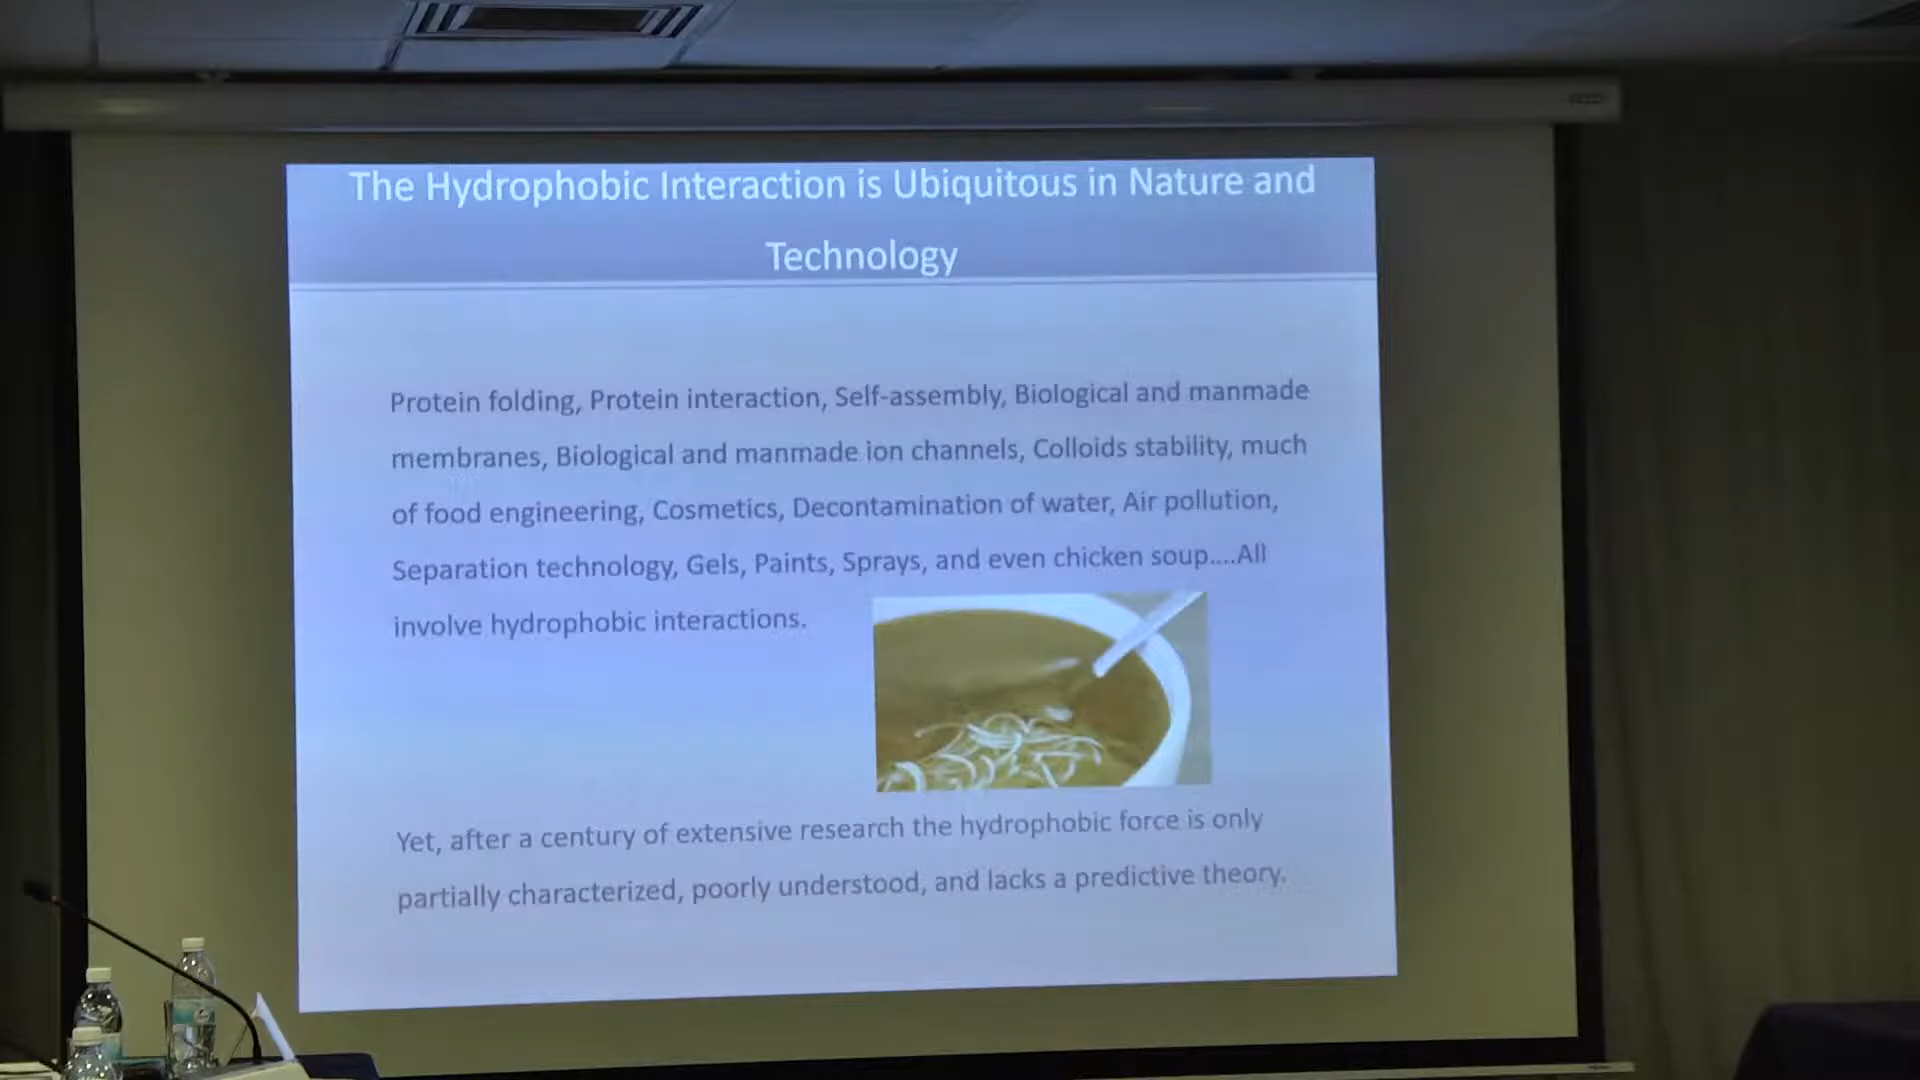 The Hydrophobic Interaction is Ubiquitous in Nature and
Technology
Protein folding, Protein interaction, Self-assembly, Biological and manmade
membranes, Biological and manmade ion channels, Colloids stability, much
of food engineering, Cosmetics, Decontamination of water, Air pollution,
Separation technology, Gels, Paints, Sprays, and even chicken soup....All
involve hydrophobic interactions.
Yet, after a century of extensive research the hydrophobic force is only
partially characterized, poorly understood, and lacks a predictive theory.